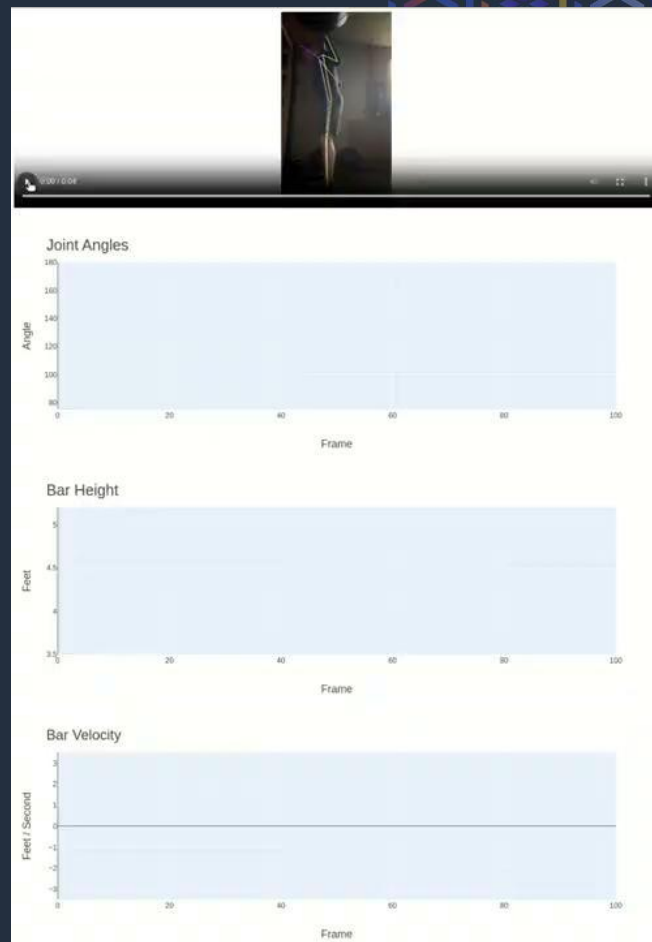 0:00 / 0:04
Joint Angles
180
160
140
120
100
80
Angle
0 20 40 60 80 100
Frame
Bar Height
5
4.5
4
3.5
Feet
0 20 40 60 80 100
Frame
Bar Velocity
3
2
1
0
−1
−2
−3
Feet / Second
0 20 40 60 80 100
Frame